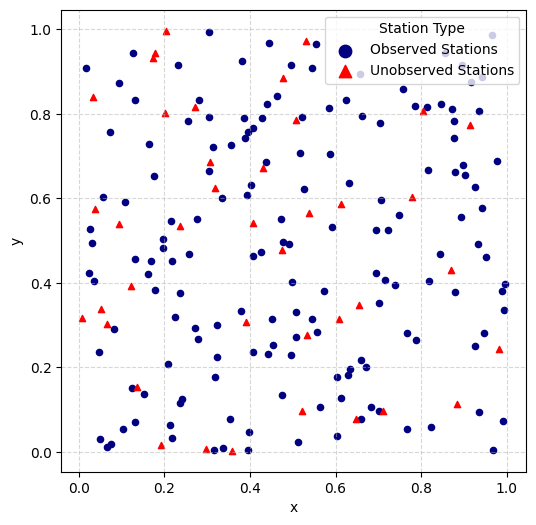 Station Type
Observed Stations
Unobserved Stations
1.0
0.8
0.6
0.4
0.2
0.0
y
0.0 0.2 0.4 0.6 0.8 1.0
x